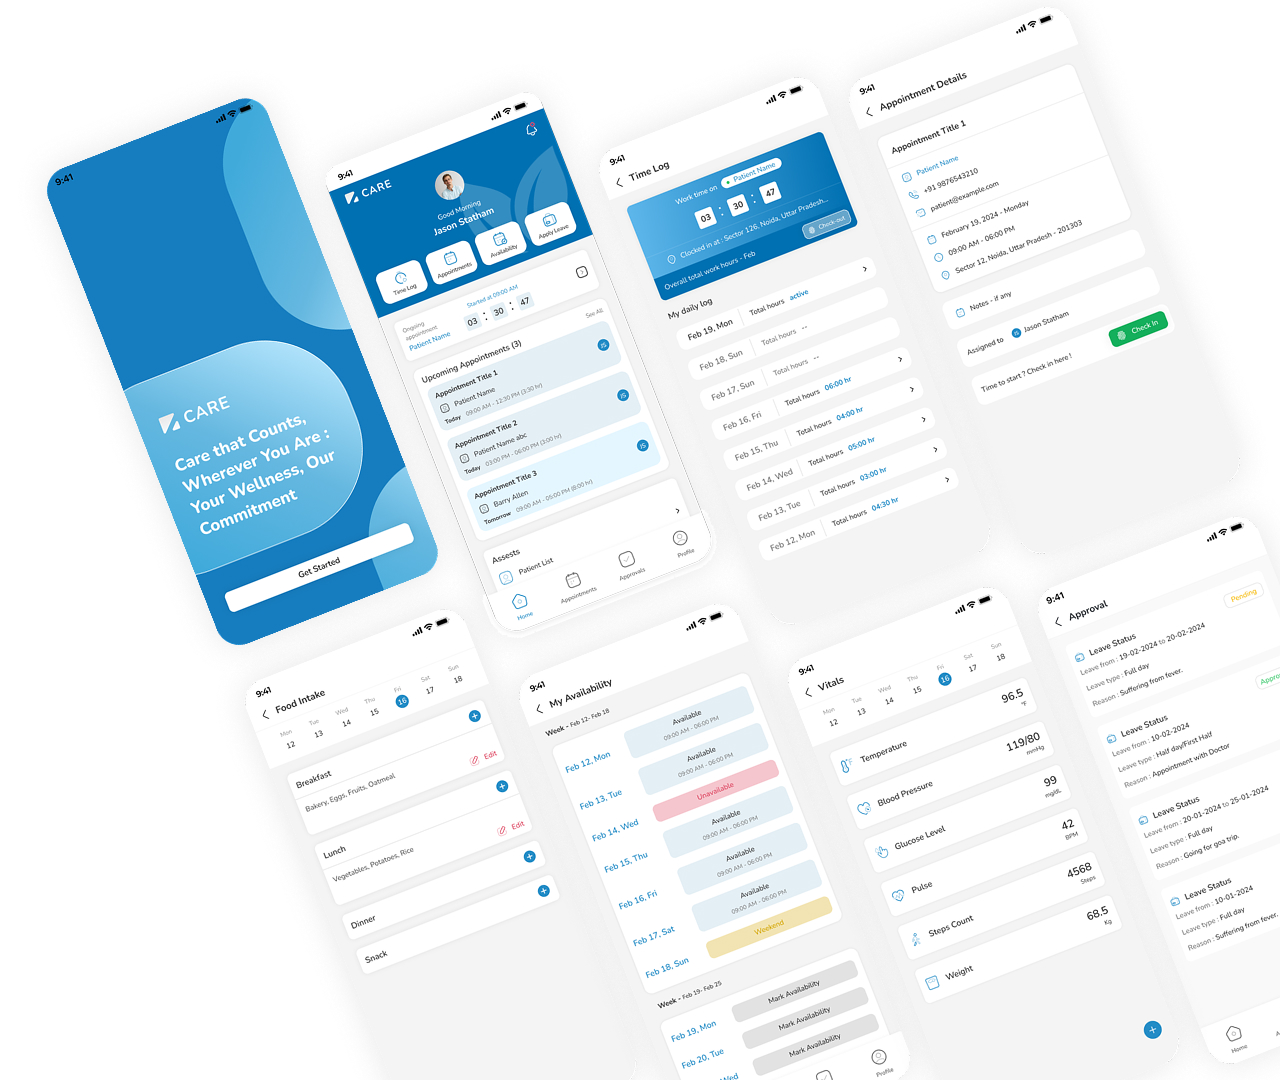 9:41
CARE
Care that Counts,
Wherever You Are :
Your Wellness, Our
Commitment
Get Started
9:41
CARE
Good Morning
Jason Statham
Time Log
Appointments
Availability
Apply Leave
Ongoing
appoinment
Patient Name
Started at 09:00 AM
03 : 30 : 47
Upcoming Appointments (3)
See All
Appointment Title 1
JS
Patient Name
Today 09:00 AM - 12:30 PM (3:30 hr)
Appointment Title 2
JS
Patient Name abc
Today 03:00 PM - 06:00 PM (3:00 hr)
Appointment Title 3
JS
Barry Allen
Tomorrow 09:00 AM - 05:00 PM (8:00 hr)
Assests
Patient List
Home
Appointments
Approvals
Profile
9:41
Time Log
Work time on
Patient Name
03 : 30 : 47
Clocked in at : Sector 126, Noida, Uttar Pradesh...
Overall total work hours - Feb
Check-out
My daily log
Feb 19, Mon Total hours active
Feb 18, Sun Total hours --
Feb 17, Sun Total hours --
Feb 16, Fri Total hours 06:00 hr
Feb 15, Thu Total hours 04:00 hr
Feb 14, Wed Total hours 05:00 hr
Feb 13, Tue Total hours 03:00 hr
Feb 12, Mon Total hours 04:30 hr
9:41
Appointment Details
Appointment Title 1
Patient Name
+91 9876543210
patient@example.com
February 19, 2024 - Monday
09:00 AM - 06:00 PM
Sector 12, Noida, Uttar Pradesh - 201303
Notes - if any
Assigned to JS Jason Statham
Time to start ? Check in here !
Check In
9:41
Food Intake
Mon Tue Wed Thu Fri Sat Sun
12 13 14 15 16 17 18
Breakfast
Bakery, Eggs, Fruits, Oatmeal
Edit
Lunch
Vegetables, Potatoes, Rice
Edit
Dinner
Snack
9:41
My Availability
Week - Feb 12- Feb 18
Feb 12, Mon
Available
09:00 AM - 06:00 PM
Feb 13, Tue
Available
09:00 AM - 06:00 PM
Feb 14, Wed
Unavailable
Feb 15, Thu
Available
09:00 AM - 06:00 PM
Feb 16, Fri
Available
09:00 AM - 06:00 PM
Feb 17, Sat
Available
09:00 AM - 06:00 PM
Feb 18, Sun
Weekend
Week - Feb 19- Feb 25
Feb 19, Mon
Mark Availability
Feb 20, Tue
Mark Availability
Wed
Mark Availability
Profile
9:41
Vitals
Mon Tue Wed Thu Fri Sat Sun
12 13 14 15 16 17 18
Temperature
96.5
°F
Blood Pressure
119/80
mmHg
Glucose Level
99
mg/dL
Pulse
42
BPM
Steps Count
4568
Steps
Weight
68.5
Kg
9:41
Approval
Leave Status
Pending
Leave from : 19-02-2024 to 20-02-2024
Leave type : Full day
Reason : Suffering from fever.
Leave Status
Leave from : 10-02-2024
Leave type : Half day/First Half
Reason : Appointment with Doctor
Leave Status
Leave from : 20-01-2024 to 25-01-2024
Leave type : Full day
Reason : Going for goa trip.
Leave Status
Leave from : 10-01-2024
Leave type : Full day
Reason : Suffering from fever.
Home